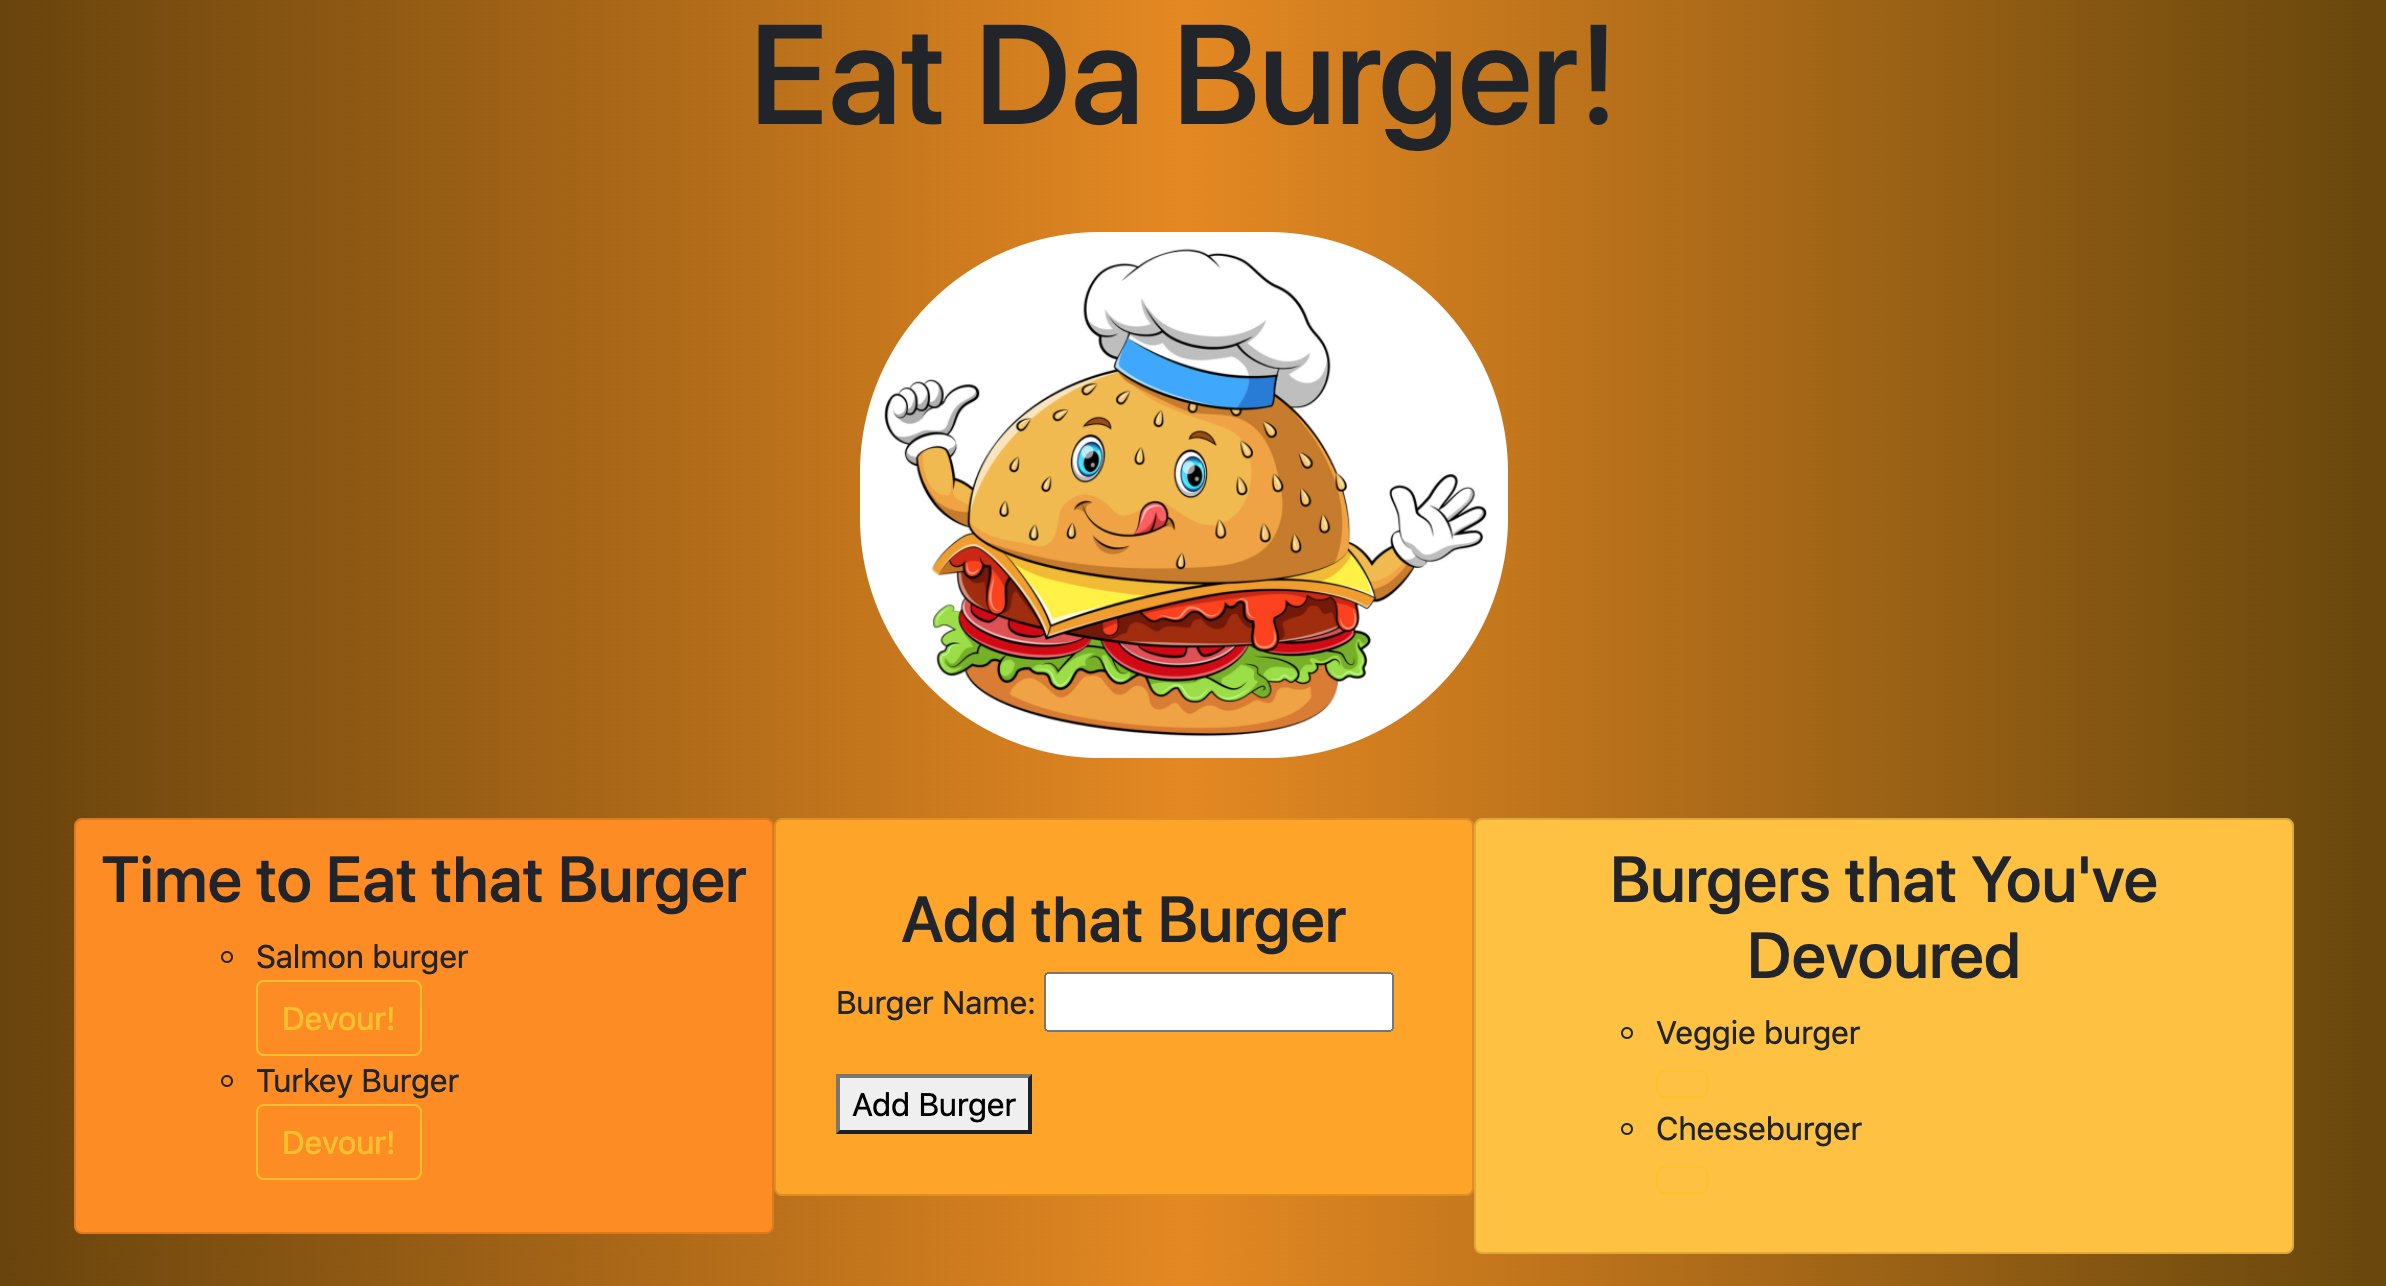 Eat Da Burger!
Time to Eat that Burger
Salmon burger
Devour!
Turkey Burger
Devour!
Add that Burger
Burger Name:
Add Burger
Burgers that You've
Devoured
Veggie burger
Cheeseburger